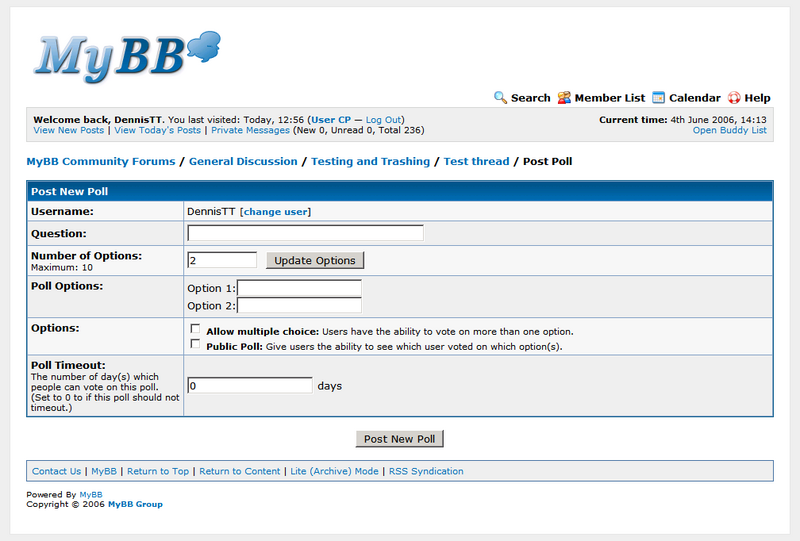 MyBB
Search Member List Calendar Help
Welcome back, DennisTT. You last visited: Today, 12:56 (User CP — Log Out)
Current time: 4th June 2006, 14:13
View New Posts | View Today's Posts | Private Messages (New 0, Unread 0, Total 236)
Open Buddy List
MyBB Community Forums / General Discussion / Testing and Trashing / Test thread / Post Poll
Post New Poll
Username:
DennisTT [change user]
Question:
Number of Options:
Maximum: 10
2
Update Options
Poll Options:
Option 1:
Option 2:
Options:
Allow multiple choice: Users have the ability to vote on more than one option.
Public Poll: Give users the ability to see which user voted on which option(s).
Poll Timeout:
The number of day(s) which
people can vote on this poll.
(Set to 0 to if this poll should not
timeout.)
0 days
Post New Poll
Contact Us | MyBB | Return to Top | Return to Content | Lite (Archive) Mode | RSS Syndication
Powered By MyBB
Copyright © 2006 MyBB Group